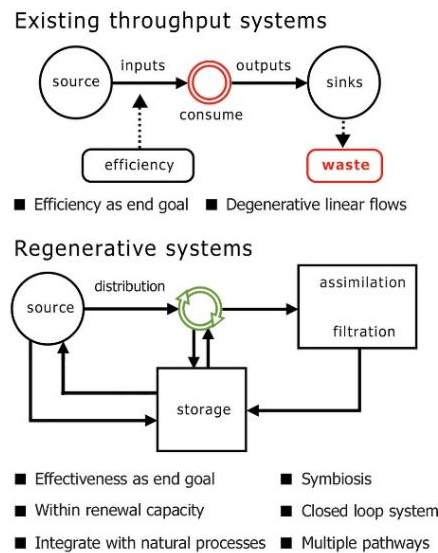 Existing throughput systems
source
inputs
outputs
sinks
consume
efficiency
waste
■ Efficiency as end goal ■ Degenerative linear flows
Regenerative systems
source
distribution
assimilation
filtration
storage
■ Effectiveness as end goal ■ Symbiosis
■ Within renewal capacity ■ Closed loop system
■ Integrate with natural processes ■ Multiple pathways